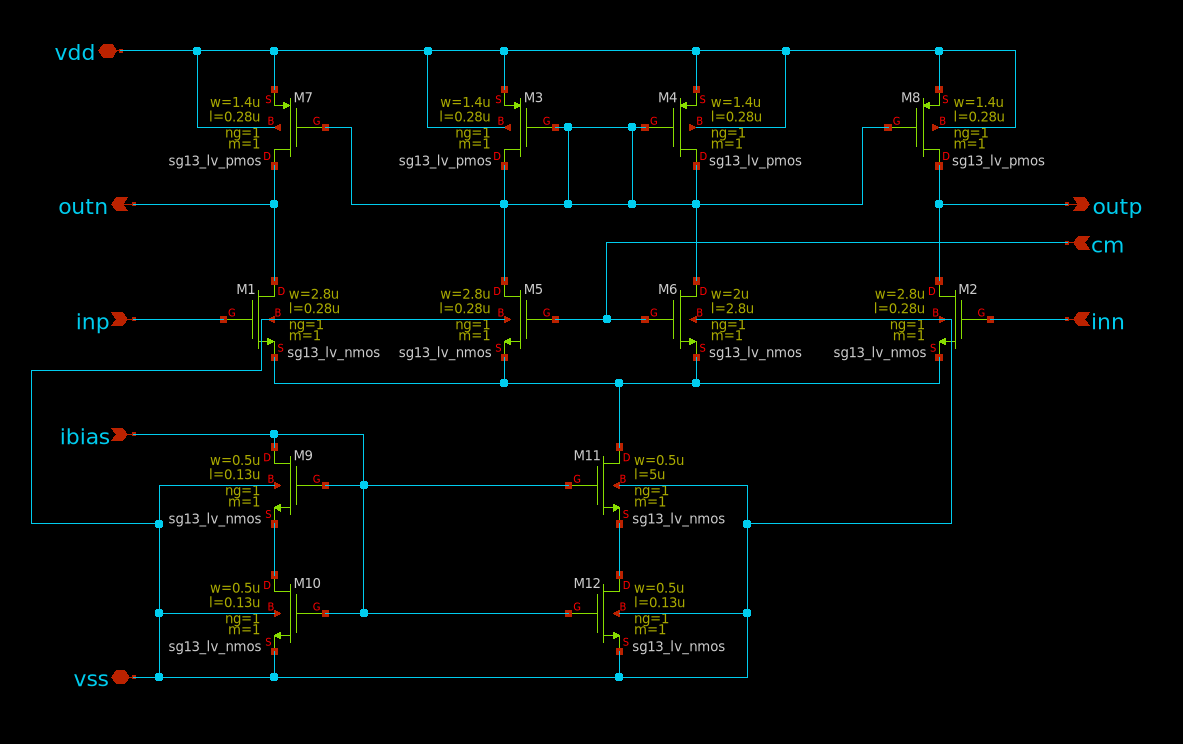 vdd
M7
w=1.4u
l=0.28u
ng=1
m=1
sg13_lv_pmos
S
B
G
D
M3
w=1.4u
l=0.28u
ng=1
m=1
sg13_lv_pmos
S
B
G
D
M4
w=1.4u
l=0.28u
ng=1
m=1
sg13_lv_pmos
S
B
G
D
M8
w=1.4u
l=0.28u
ng=1
m=1
sg13_lv_pmos
S
B
G
D
outn
outp
cm
inp
M1
w=2.8u
l=0.28u
ng=1
m=1
sg13_lv_nmos
D
G
B
S
M5
w=2.8u
l=0.28u
ng=1
m=1
sg13_lv_nmos
D
G
B
S
M6
w=2u
l=2.8u
ng=1
m=1
sg13_lv_nmos
D
G
B
S
M2
w=2.8u
l=0.28u
ng=1
m=1
sg13_lv_nmos
D
G
B
S
inn
ibias
M9
w=0.5u
l=0.13u
ng=1
m=1
sg13_lv_nmos
D
G
B
S
M11
w=0.5u
l=5u
ng=1
m=1
sg13_lv_nmos
D
G
B
S
M10
w=0.5u
l=0.13u
ng=1
m=1
sg13_lv_nmos
D
G
B
S
M12
w=0.5u
l=0.13u
ng=1
m=1
sg13_lv_nmos
D
G
B
S
vss